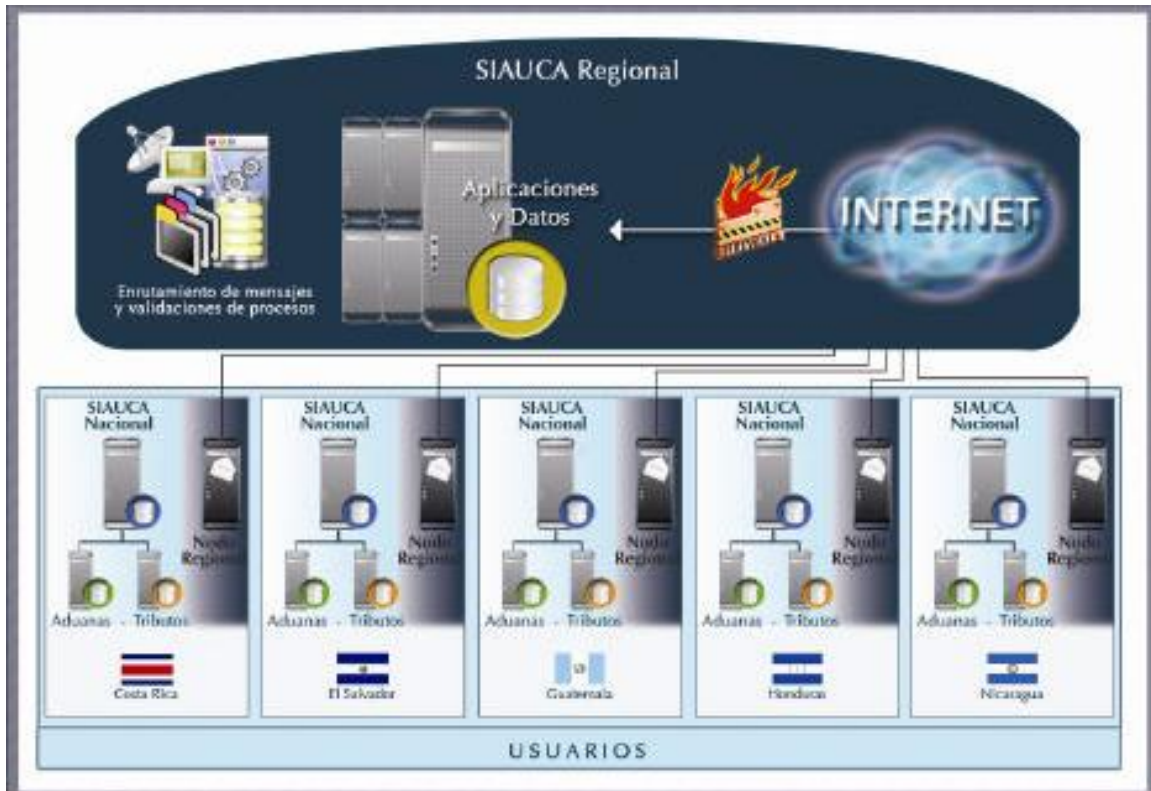 SIAUCA Regional
Aplicaciones
y Datos
INTERNET
Enrutamiento de mensajes
y validaciones de procesos
SIAUCA
Nacional
Nodo
Regional
Aduanas - Tributos
Costa Rica
SIAUCA
Nacional
Nodo
Regional
Aduanas - Tributos
El Salvador
SIAUCA
Nacional
Nodo
Regional
Aduanas - Tributos
Guatemala
SIAUCA
Nacional
Nodo
Regional
Aduanas - Tributos
Honduras
SIAUCA
Nacional
Nodo
Regional
Aduanas - Tributos
Nicaragua
USUARIOS